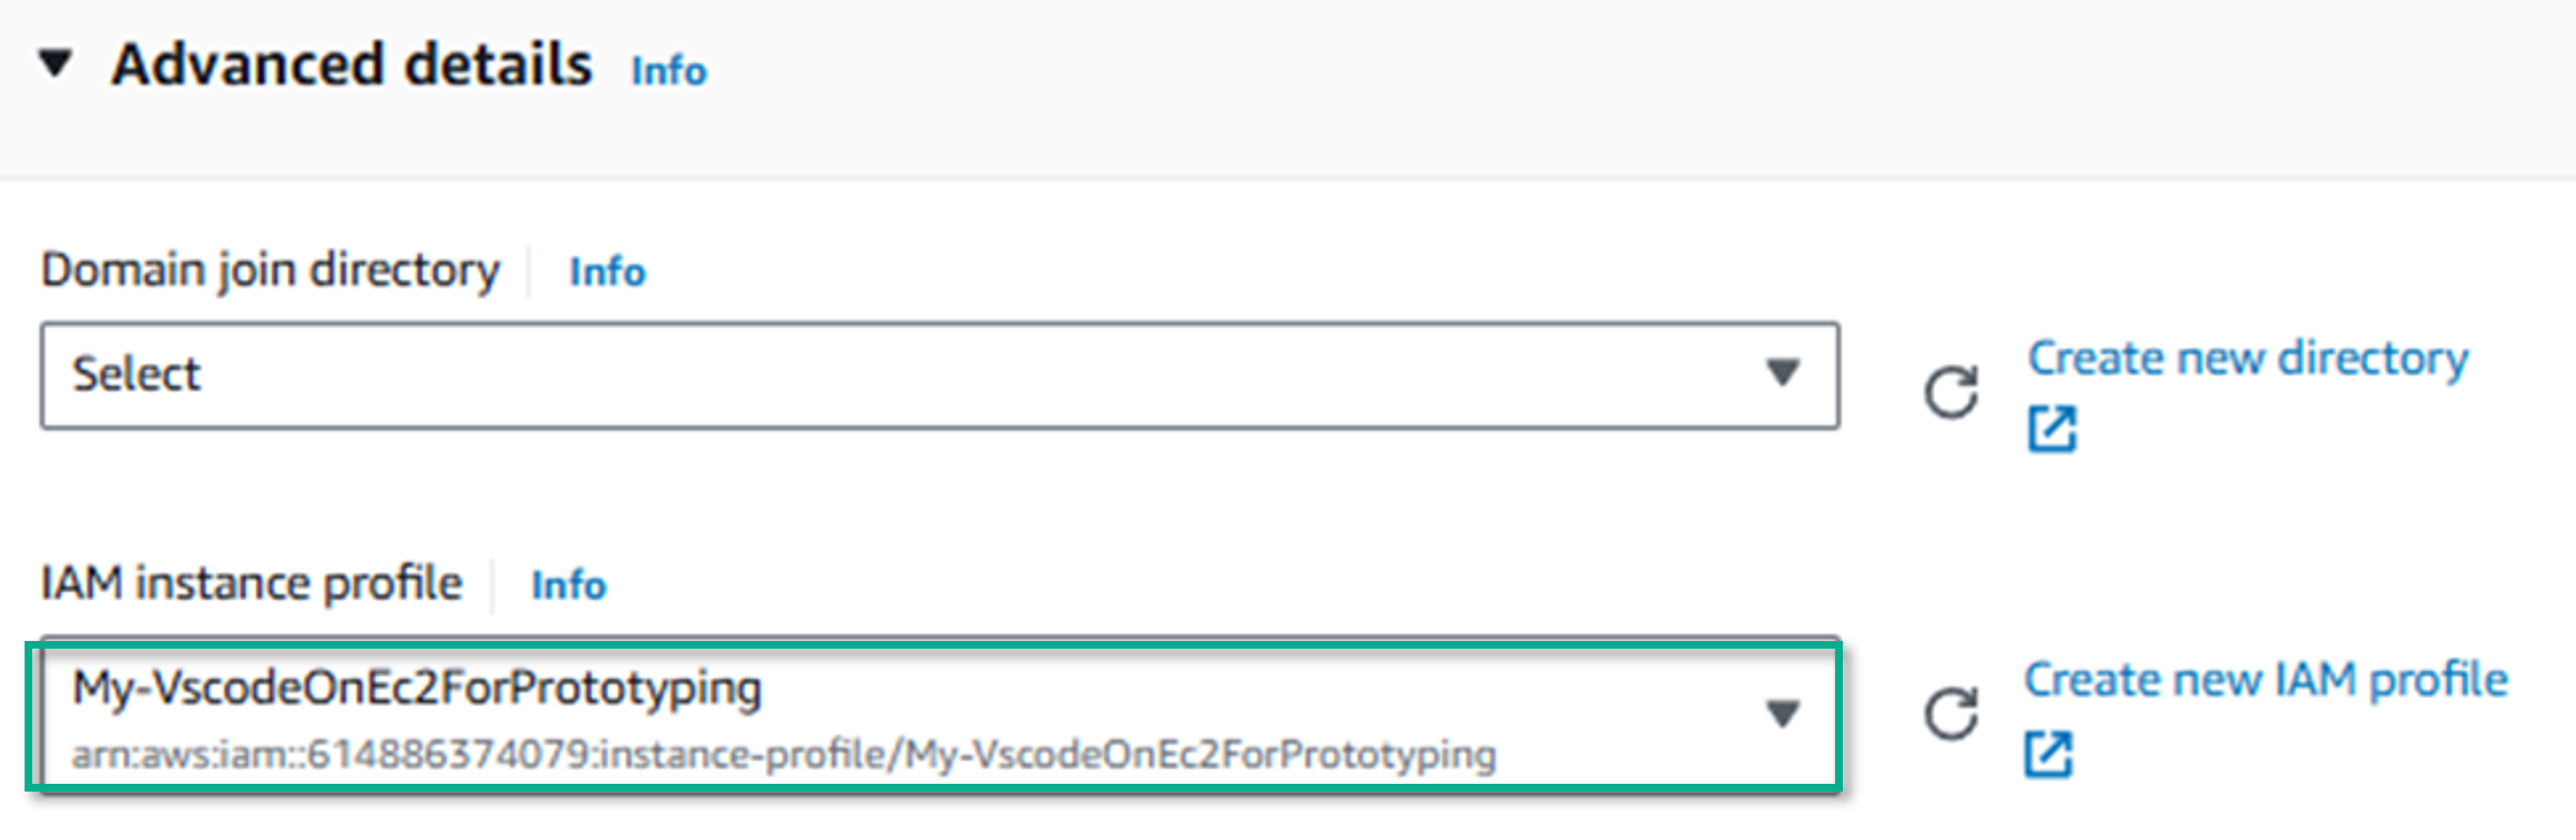 Advanced details Info
Domain join directory Info
Select
Create new directory
IAM instance profile Info
My-VscodeOnEc2ForPrototyping
arn:aws:iam::614886374079:instance-profile/My-VscodeOnEc2ForPrototyping
Create new IAM profile